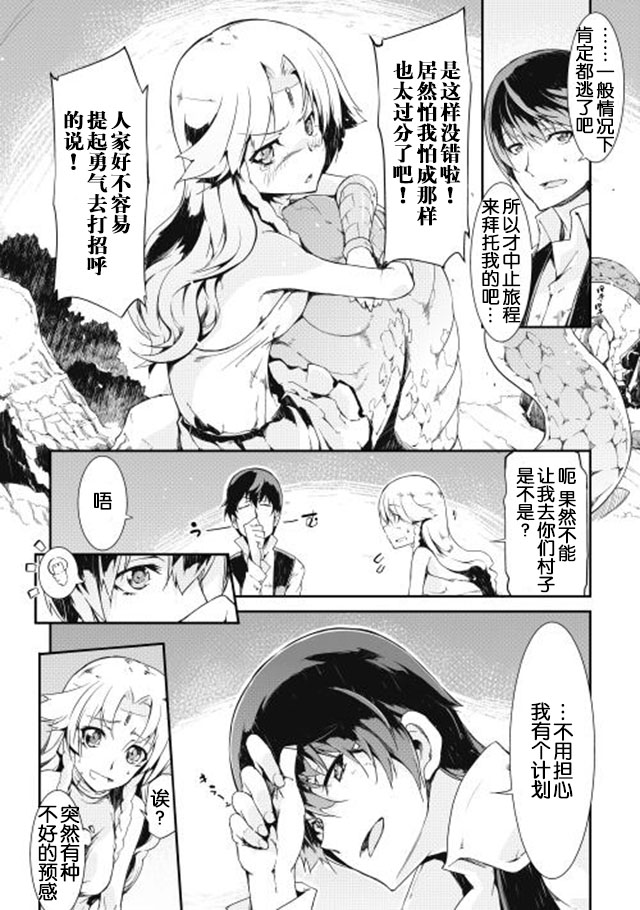 ……一般情况下
肯定都逃了吧
所以才中止旅程
来拜托我的吧…
是这样没错啦！
居然怕我怕成那样
也太过分了吧！
人家好不容易
提起勇气去打招呼
的说！
呃 果然不能
让我去你们村子
是不是？
唔
…不用担心
我有个计划
诶？
突然有种
不好的预感